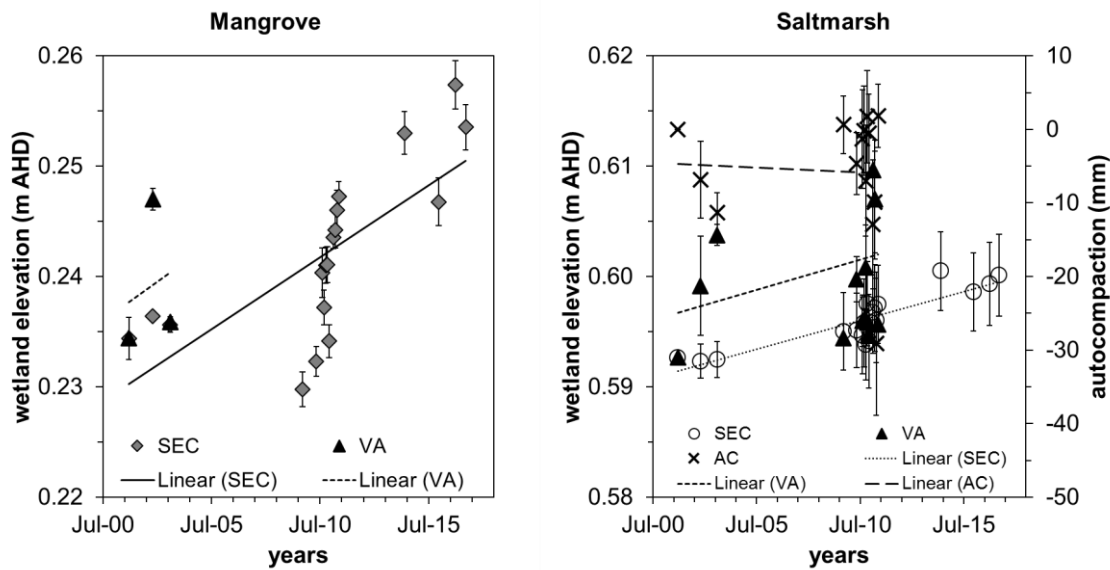 Mangrove
wetland elevation (m AHD)
0.26
0.25
0.24
0.23
0.22
SEC
VA
Linear (SEC)
Linear (VA)
Jul-00 Jul-05 Jul-10 Jul-15
years
Saltmarsh
wetland elevation (m AHD)
0.62
0.61
0.60
0.59
0.58
SEC
VA
AC
Linear (SEC)
Linear (VA)
Linear (AC)
Jul-00 Jul-05 Jul-10 Jul-15
years
10
0
-10
-20
-30
-40
-50
autocompaction (mm)